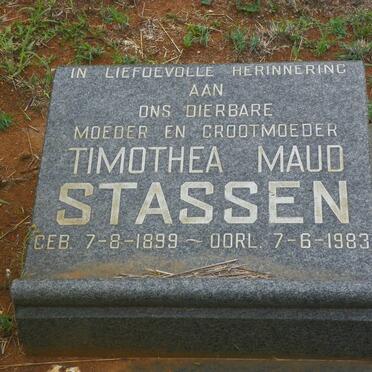 IN LIEFDEVOLLE HERINNERING
AAN
ONS DIERBARE
MOEDER EN GROOTMOEDER
TIMOTHEA MAUD
STASSEN
GEB. 7-8-1899 ~ OORL. 7-6-1983